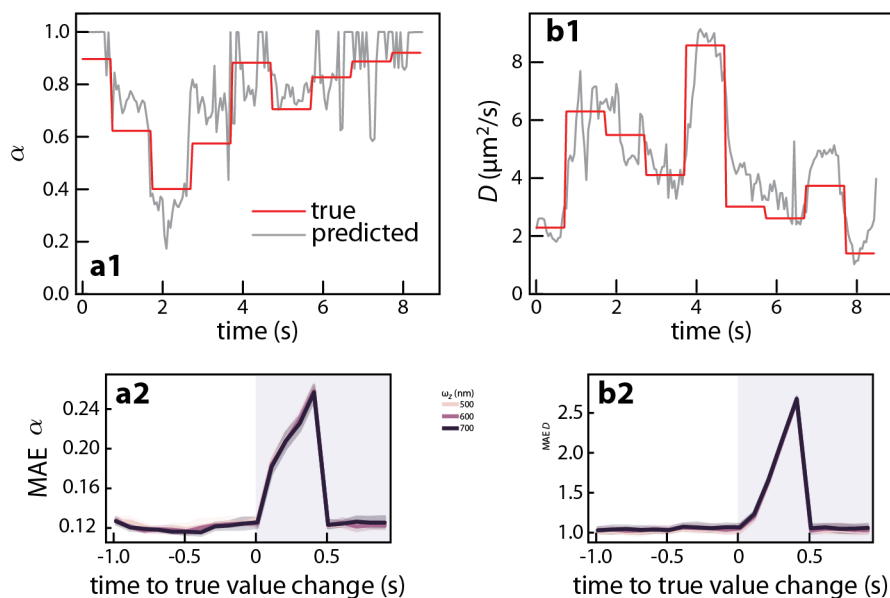 1.0
0.8
0.6
0.4
0.2
0.0
α
true
predicted
a1
0 2 4 6 8
time (s)
b1
8
6
4
2
0
D (μm²/s)
0 2 4 6 8
time (s)
a2
0.24
0.20
0.16
0.12
MAE α
-1.0 -0.5 0 0.5
time to true value change (s)
ω_z (nm)
500
600
700
b2
2.5
2.0
1.5
1.0
MAE D
-1.0 -0.5 0 0.5
time to true value change (s)